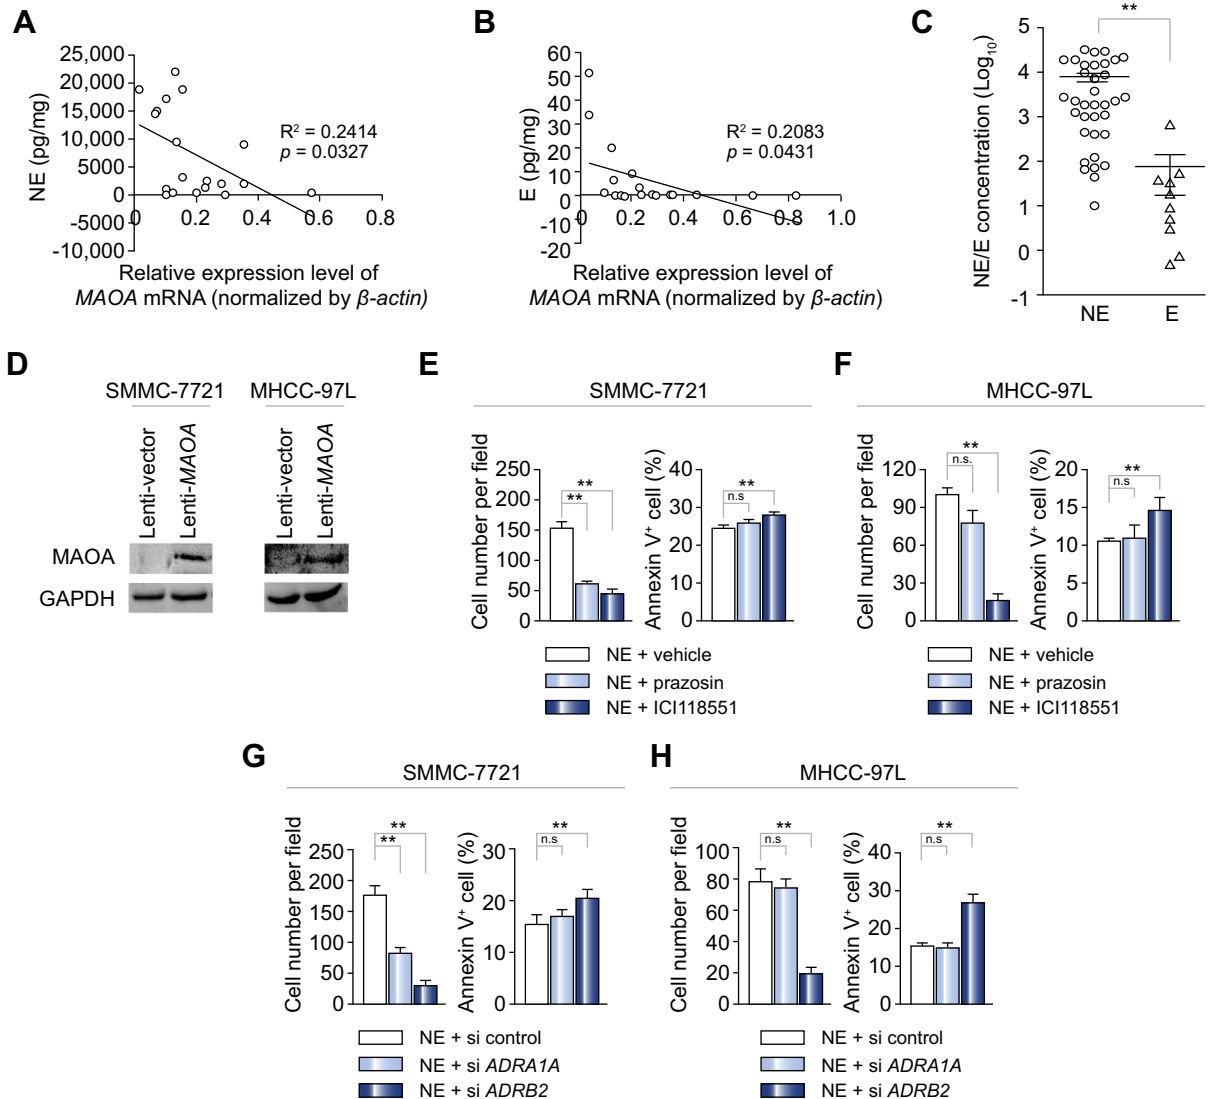 A
NE (pg/mg)
25,000
20,000
15,000
10,000
5000
0
-5000
-10,000
0
0.2
0.4
0.6
0.8
R² = 0.2414
p = 0.0327
Relative expression level of
MAOA mRNA (normalized by β-actin)
B
E (pg/mg)
60
50
40
30
20
10
0
-10
-20
0
0.2
0.4
0.6
0.8
1.0
R² = 0.2083
p = 0.0431
Relative expression level of
MAOA mRNA (normalized by β-actin)
C
NE/E concentration (Log₁₀)
5
4
3
2
1
0
-1
**
NE
E
D
SMMC-7721
MHCC-97L
Lenti-vector
Lenti-MAOA
Lenti-vector
Lenti-MAOA
MAOA
GAPDH
E
SMMC-7721
Cell number per field
250
200
150
100
50
0
**
**
Annexin V⁺ cell (%)
40
30
20
10
0
**
n.s
NE + vehicle
NE + prazosin
NE + ICI118551
F
MHCC-97L
Cell number per field
120
90
60
30
0
**
n.s.
Annexin V⁺ cell (%)
20
15
10
5
0
**
n.s
NE + vehicle
NE + prazosin
NE + ICI118551
G
SMMC-7721
Cell number per field
250
200
150
100
50
0
**
**
Annexin V⁺ cell (%)
30
20
10
0
**
n.s
NE + si control
NE + si ADRA1A
NE + si ADRB2
H
MHCC-97L
Cell number per field
100
80
60
40
20
0
**
n.s
Annexin V⁺ cell (%)
40
30
20
10
0
**
n.s
NE + si control
NE + si ADRA1A
NE + si ADRB2